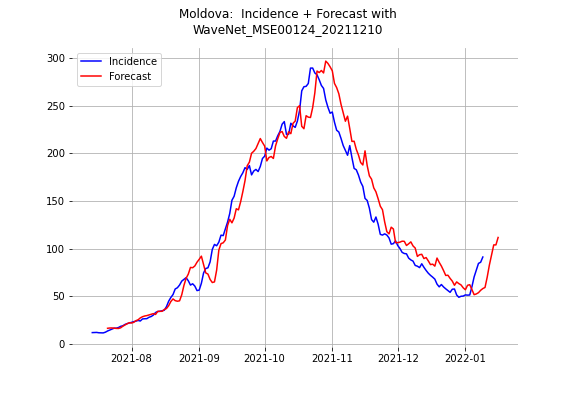 Moldova:  Incidence + Forecast with
WaveNet_MSE00124_20211210
Incidence
Forecast
300
250
200
150
100
50
0
2021-08 2021-09 2021-10 2021-11 2021-12 2022-01